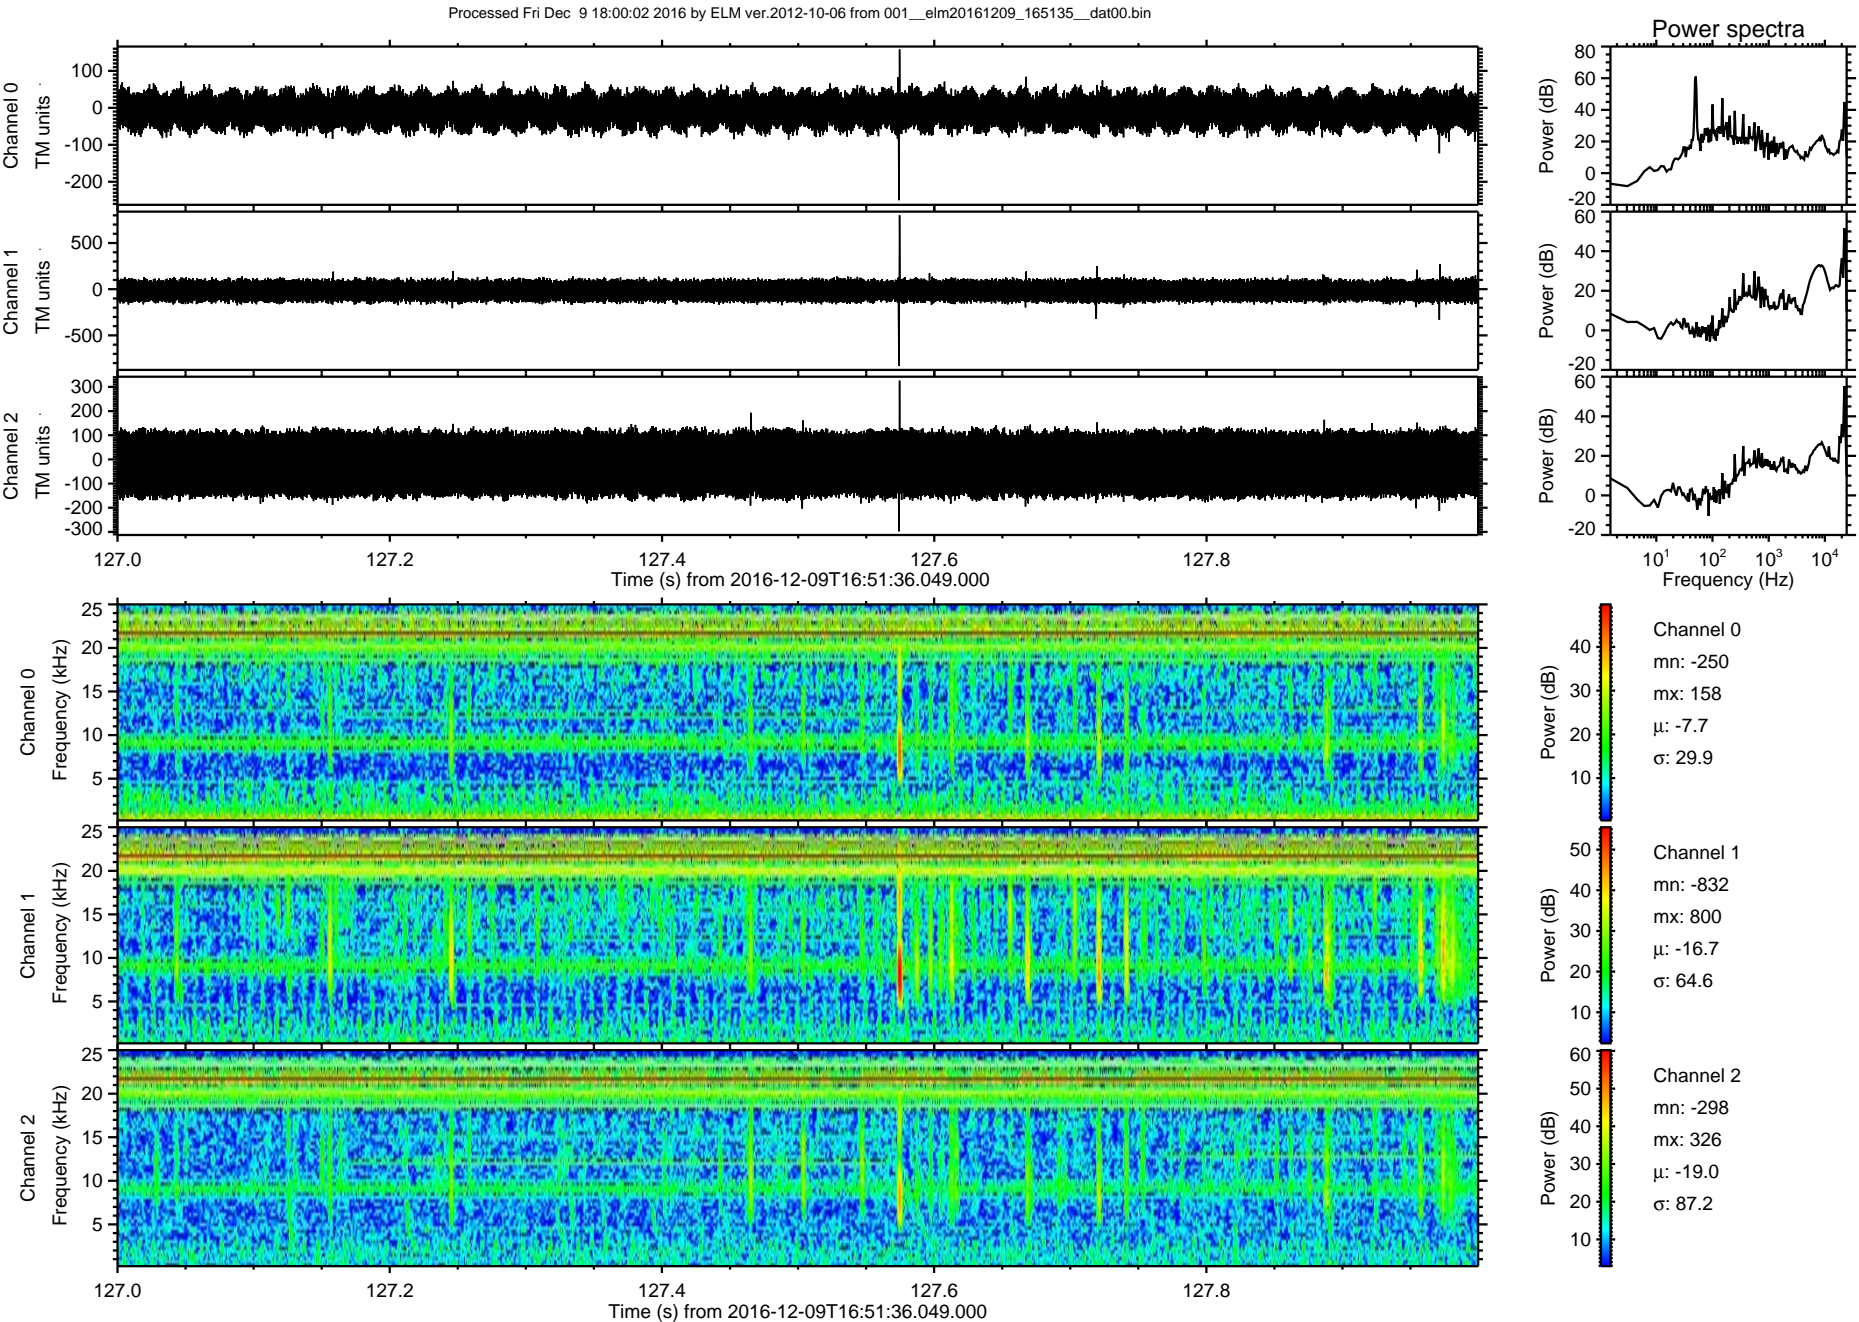 Processed Fri Dec 9 18:00:02 2016 by ELM ver.2012-10-06 from 001__elm20161209_165135__dat00.bin
Power spectra
Channel 0
TM units
100
0
-100
-200
Power (dB)
80
60
40
20
0
-20
Channel 1
TM units
500
0
-500
Power (dB)
60
40
20
0
-20
Channel 2
TM units
300
200
100
0
-100
-200
-300
Power (dB)
60
40
20
0
-20
127.0 127.2 127.4 127.6 127.8
Time (s) from 2016-12-09T16:51:36.049.000
10^1 10^2 10^3 10^4
Frequency (Hz)
Channel 0
Frequency (kHz)
25
20
15
10
5
Power (dB)
40
30
20
10
Channel 0
mn: -250
mx: 158
μ: -7.7
σ: 29.9
Channel 1
Frequency (kHz)
25
20
15
10
5
Power (dB)
50
40
30
20
10
Channel 1
mn: -832
mx: 800
μ: -16.7
σ: 64.6
Channel 2
Frequency (kHz)
25
20
15
10
5
Power (dB)
60
50
40
30
20
10
Channel 2
mn: -298
mx: 326
μ: -19.0
σ: 87.2
127.0 127.2 127.4 127.6 127.8
Time (s) from 2016-12-09T16:51:36.049.000